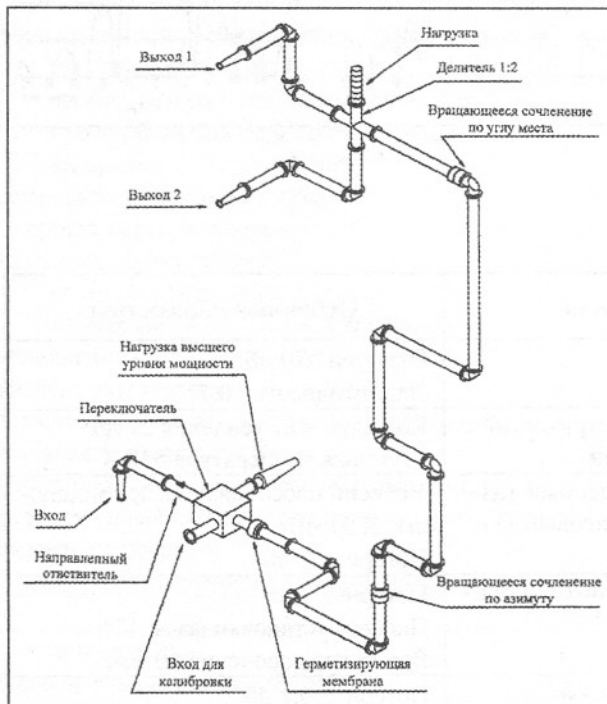 Нагрузка
Выход 1
Делитель 1:2
Вращающееся сочленение
по углу места
Выход 2
Нагрузка высшего
уровня мощности
Переключатель
Вход
Направленный
отвствитель
Вращающееся сочленение
по азимуту
Вход для
калибровки
Герметизирующая
мембрана